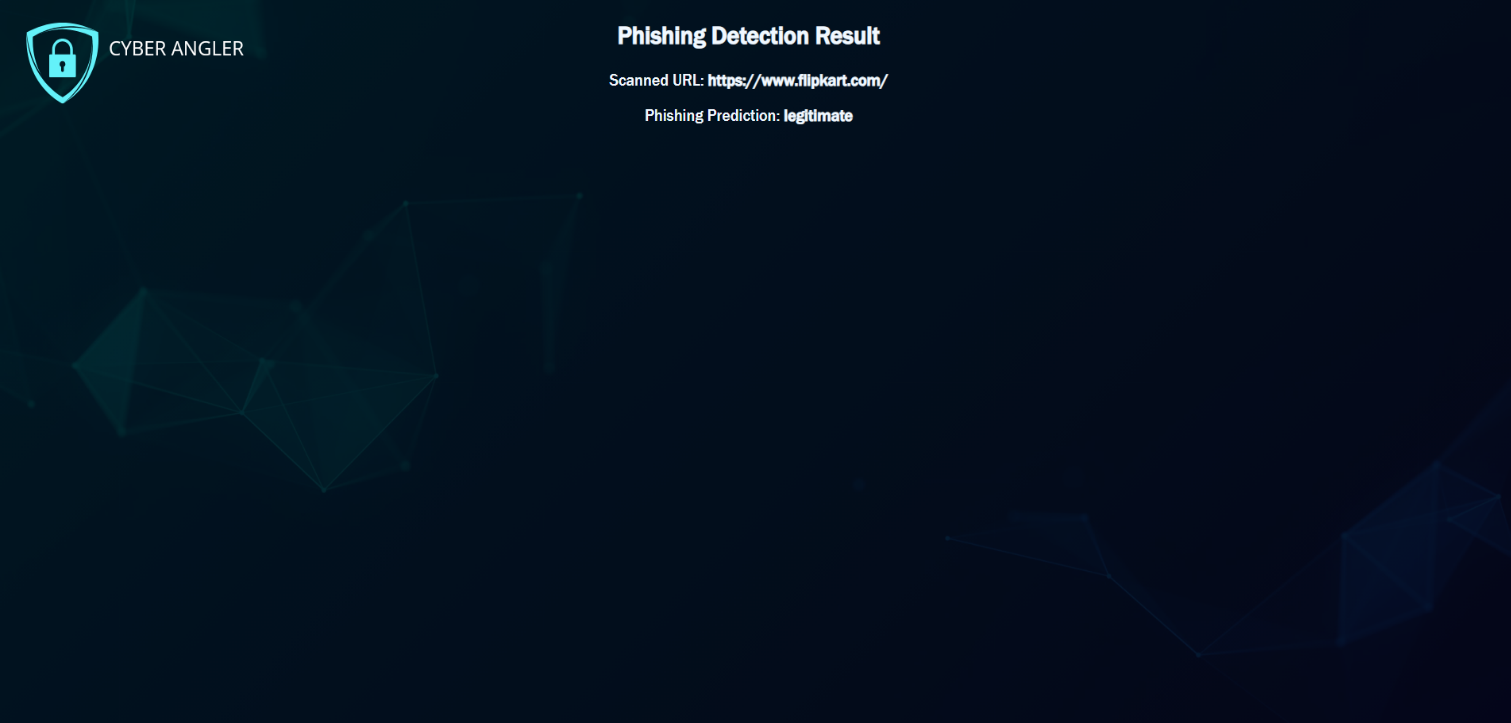 CYBER ANGLER
Phishing Detection Result
Scanned URL: https://www.flipkart.com/
Phishing Prediction: legitimate